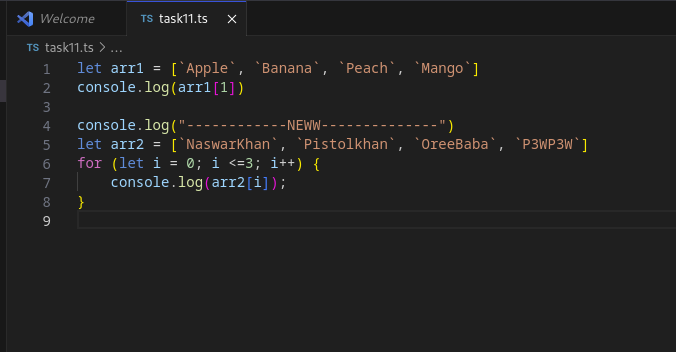 Welcome
TS task11.ts ×
TS task11.ts > ...
1 let arr1 = [`Apple`, `Banana`, `Peach`, `Mango`]
2 console.log(arr1[1])
3
4 console.log("------------NEWW--------------")
5 let arr2 = [`NaswarKhan`, `Pistolkhan`, `OreeBaba`, `P3WP3W`]
6 for (let i = 0; i <=3; i++) {
7     console.log(arr2[i]);
8 }
9